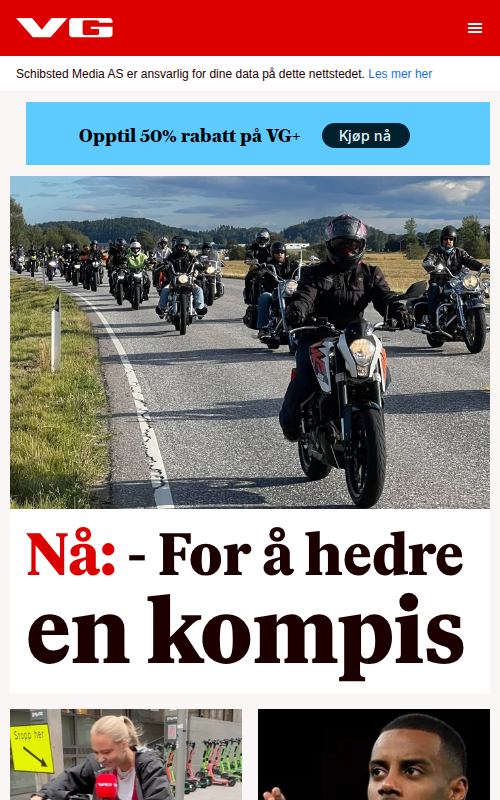 VG
Schibsted Media AS er ansvarlig for dine data på dette nettstedet. Les mer her
Opptil 50% rabatt på VG+
Kjøp nå
Nå: - For å hedre
en kompis
Stopp her